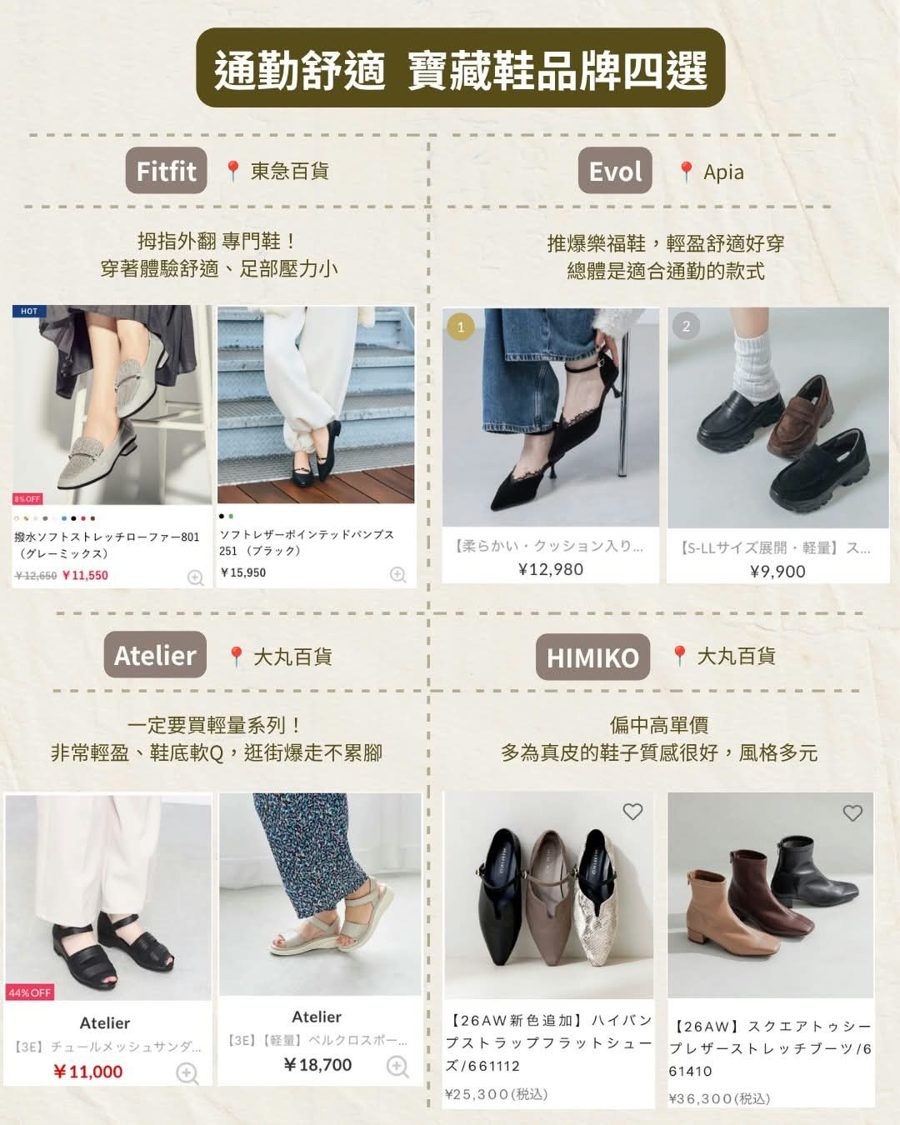 通勤舒適 寶藏鞋品牌四選
Fitfit 📍 東急百貨
拇指外翻 專門鞋！
穿著體驗舒適、足部壓力小
HOT
8%OFF
撥水ソフトストレッチローファー801
（グレーミックス）
¥12,650 ¥11,550
ソフトレザーポインテッドパンプス
251 （ブラック）
¥15,950
Evol 📍 Apia
推爆樂福鞋，輕盈舒適好穿
總體是適合通勤的款式
1
【柔らかい・クッション入り...
¥12,980
2
【S-LLサイズ展開・軽量】ス...
¥9,900
Atelier 📍 大丸百貨
一定要買輕量系列！
非常輕盈、鞋底軟Q，逛街爆走不累腳
44%OFF
Atelier
【3E】チュールメッシュサンダ...
¥11,000
Atelier
【3E】【軽量】ベルクロスポー...
¥18,700
HIMIKO 📍 大丸百貨
偏中高單價
多為真皮的鞋子質感很好，風格多元
【26AW新色追加】ハイバン
プストラップフラットシュー
ズ/661112
¥25,300(税込)
【26AW】スクエアトゥシー
プレザーストレッチブーツ/6
61410
¥36,300(税込)